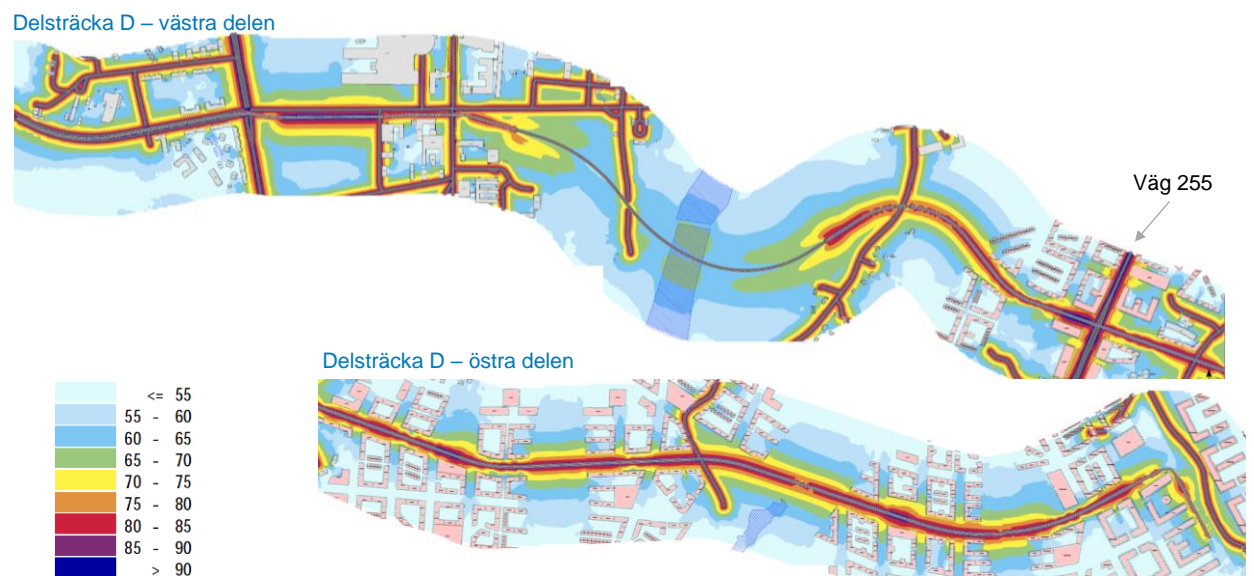 Delsträcka D – västra delen
Väg 255
Delsträcka D – östra delen
<= 55
55 - 60
60 - 65
65 - 70
70 - 75
75 - 80
80 - 85
85 - 90
> 90